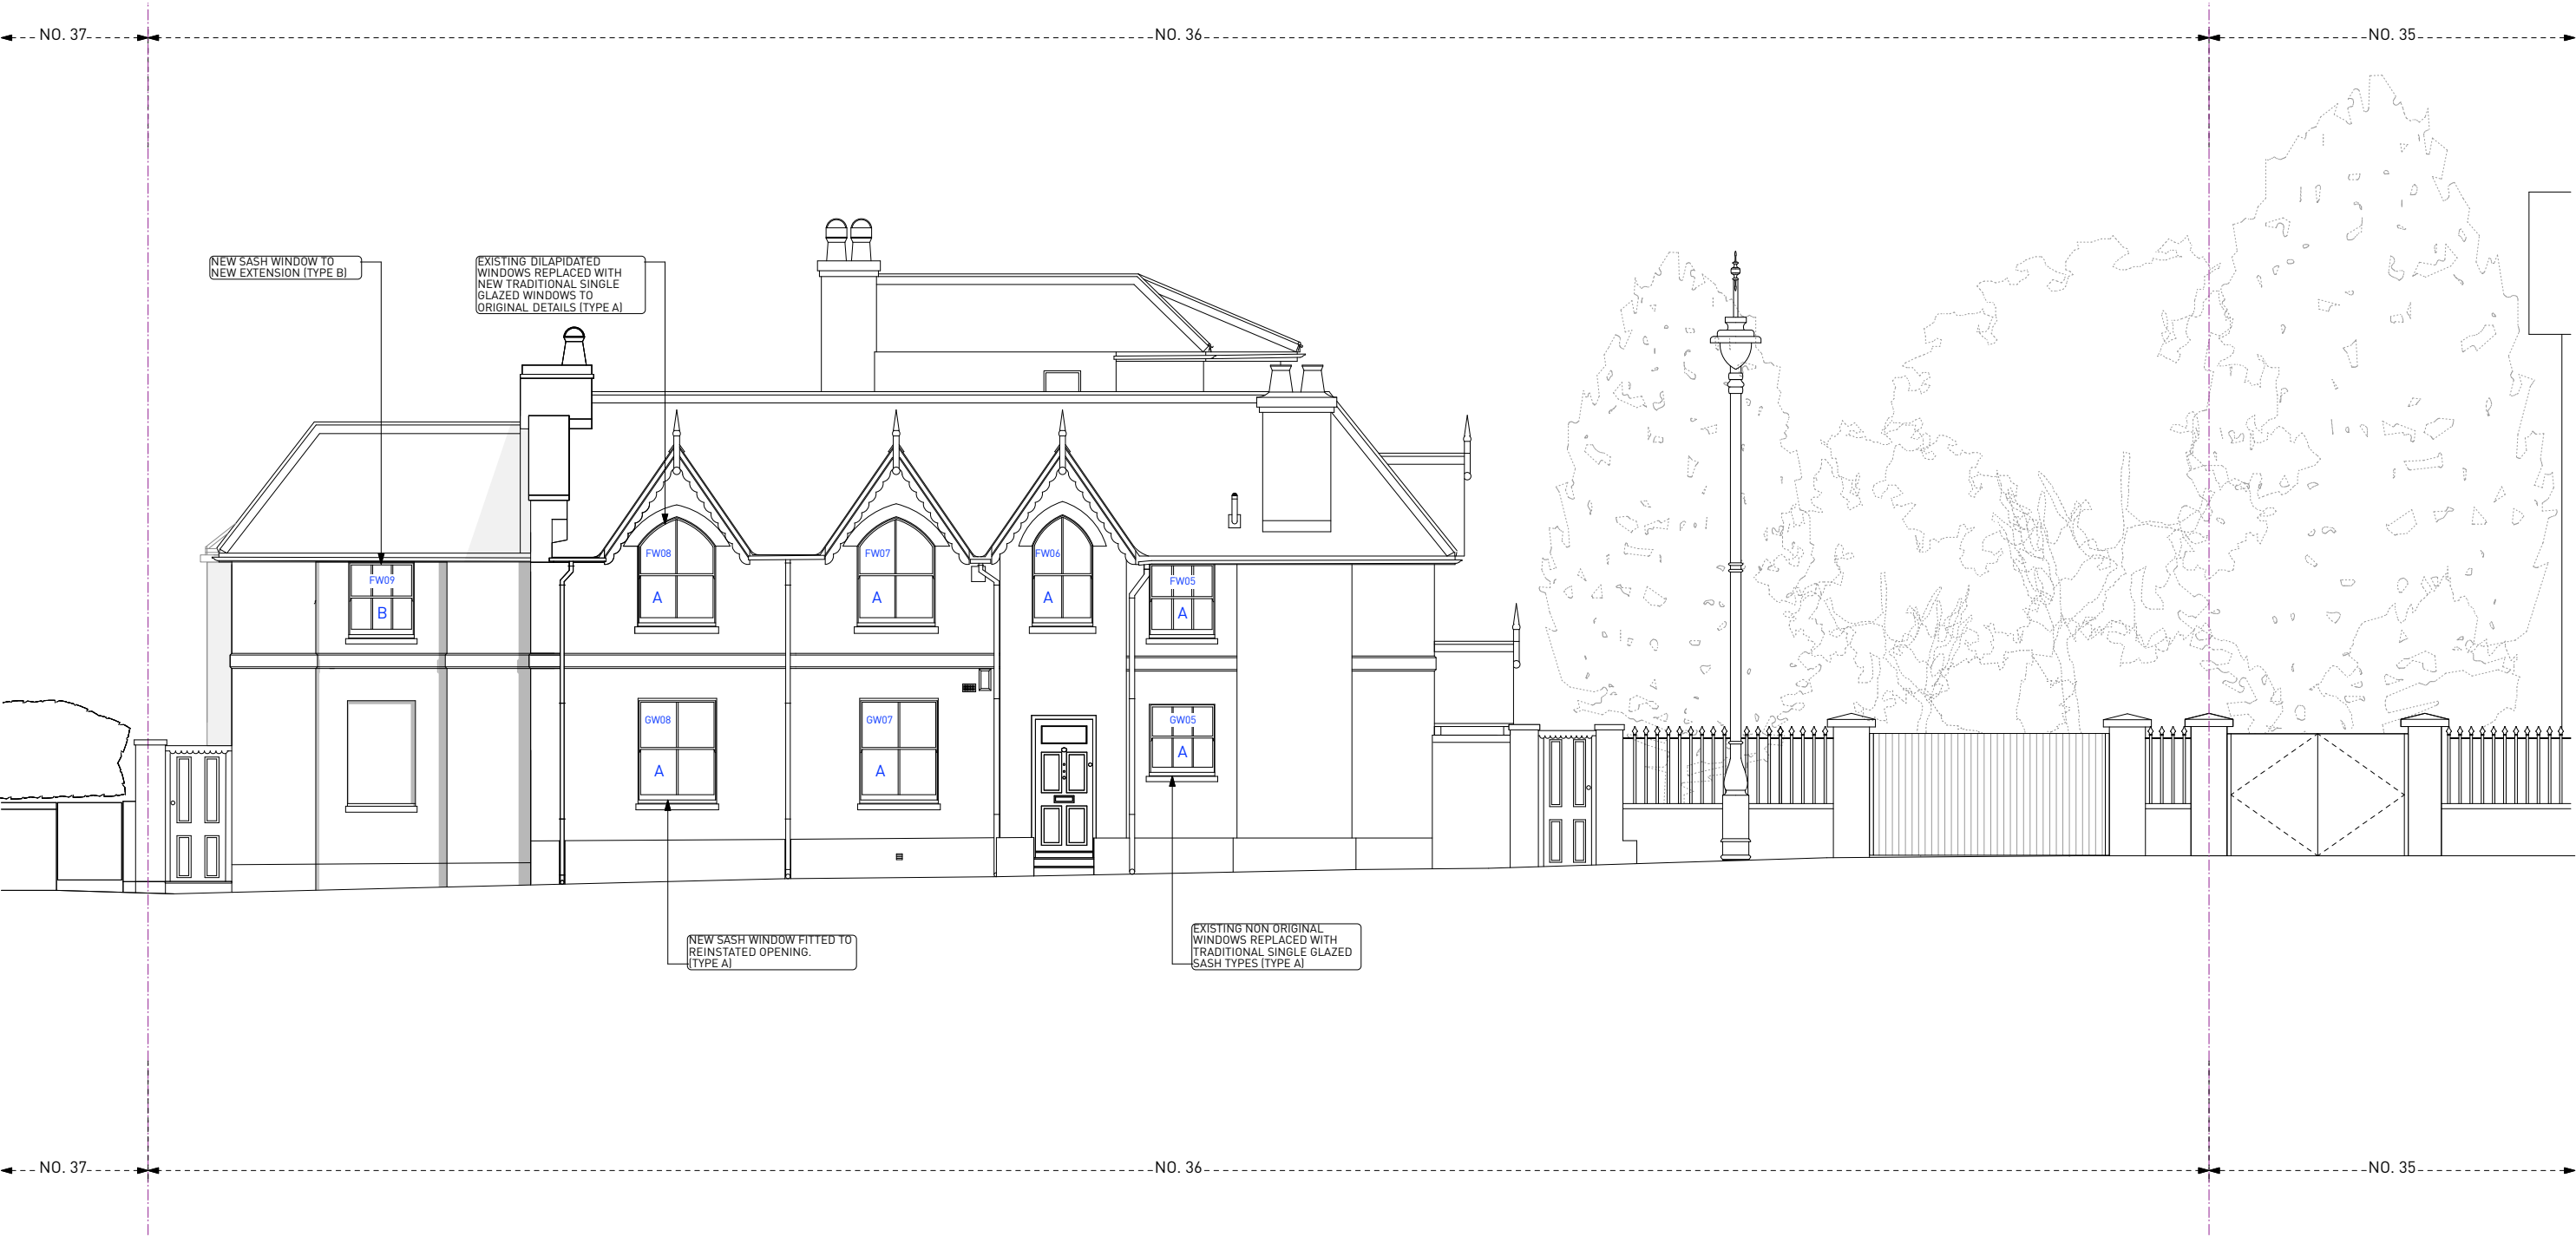 NO. 37
NO. 36
NO. 35
NEW SASH WINDOW TO
NEW EXTENSION (TYPE B)
EXISTING DILAPIDATED
WINDOWS REPLACED WITH
NEW TRADITIONAL SINGLE
GLAZED WINDOWS TO
ORIGINAL DETAILS (TYPE A)
FW09
B
FW08
A
FW07
A
FW06
A
FW05
A
GW08
A
GW07
A
GW05
A
NEW SASH WINDOW FITTED TO
REINSTATED OPENING.
(TYPE A)
EXISTING NON ORIGINAL
WINDOWS REPLACED WITH
TRADITIONAL SINGLE GLAZED
SASH TYPES (TYPE A)
NO. 37
NO. 36
NO. 35